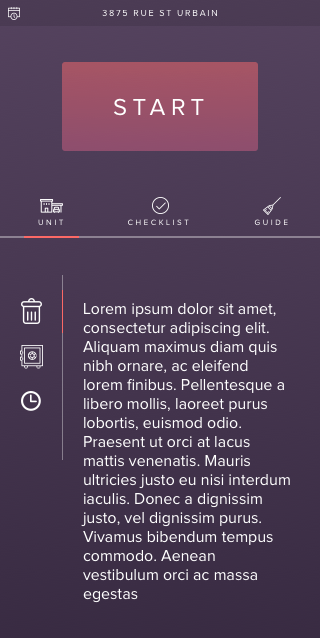 3875 RUE ST URBAIN
START
UNIT
CHECKLIST
GUIDE
Lorem ipsum dolor sit amet,
consectetur adipiscing elit.
Aliquam maximus diam quis
nibh ornare, ac eleifend
lorem finibus. Pellentesque a
libero mollis, laoreet purus
lobortis, euismod odio.
Praesent ut orci at lacus
mattis venenatis. Mauris
ultricies justo eu nisi interdum
iaculis. Donec a dignissim
justo, vel dignissim purus.
Vivamus bibendum tempus
commodo. Aenean
vestibulum orci ac massa
egestas